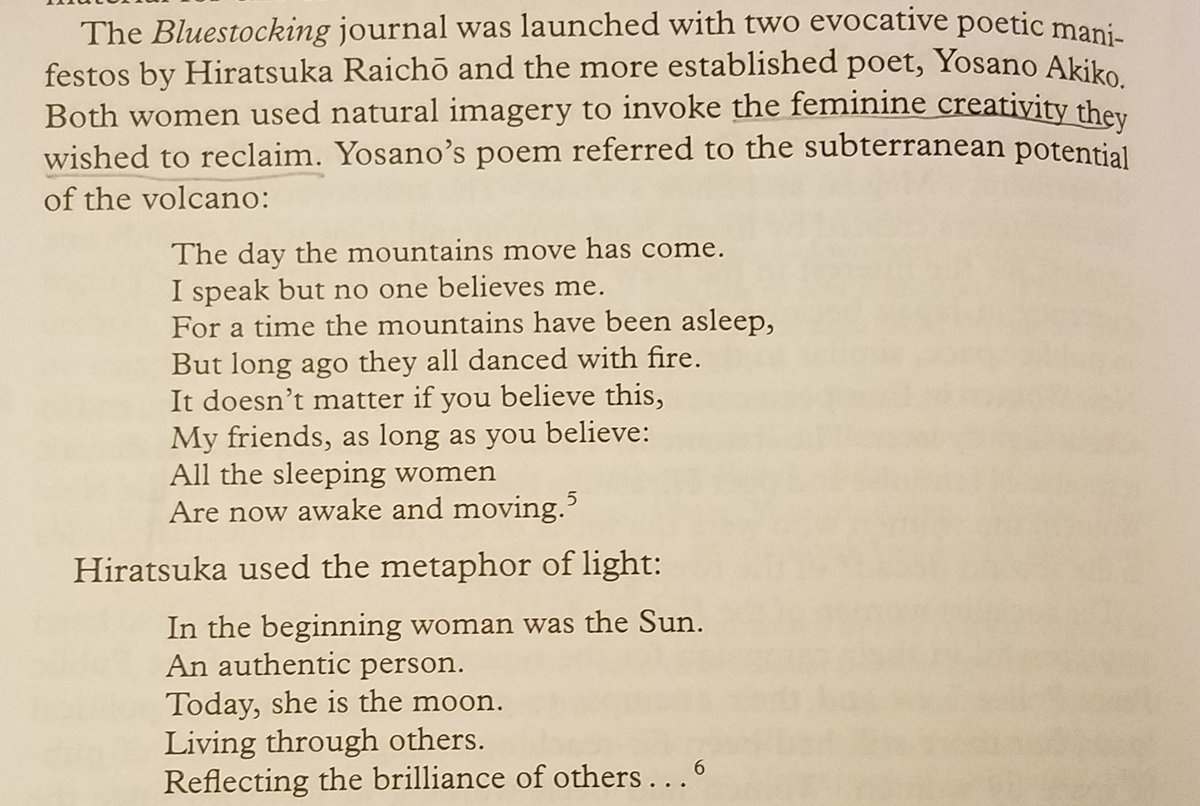 The Bluestocking journal was launched with two evocative poetic mani-
festos by Hiratsuka Raichō and the more established poet, Yosano Akiko.
Both women used natural imagery to invoke the feminine creativity they
wished to reclaim. Yosano's poem referred to the subterranean potential
of the volcano:
The day the mountains move has come.
I speak but no one believes me.
For a time the mountains have been asleep,
But long ago they all danced with fire.
It doesn't matter if you believe this,
My friends, as long as you believe:
All the sleeping women
Are now awake and moving.5
Hiratsuka used the metaphor of light:
In the beginning woman was the Sun.
An authentic person.
Today, she is the moon.
Living through others.
Reflecting the brilliance of others . . . 6